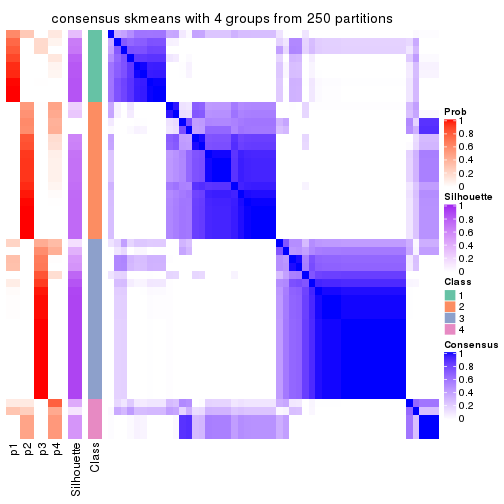 consensus skmeans with 4 groups from 250 partitions
Prob
1
0.8
0.6
0.4
0.2
0
Silhouette
1
0.8
0.6
0.4
0.2
0
Class
1
2
3
4
Consensus
1
0.8
0.6
0.4
0.2
0
p1
p2
p3
p4
Silhouette
Class